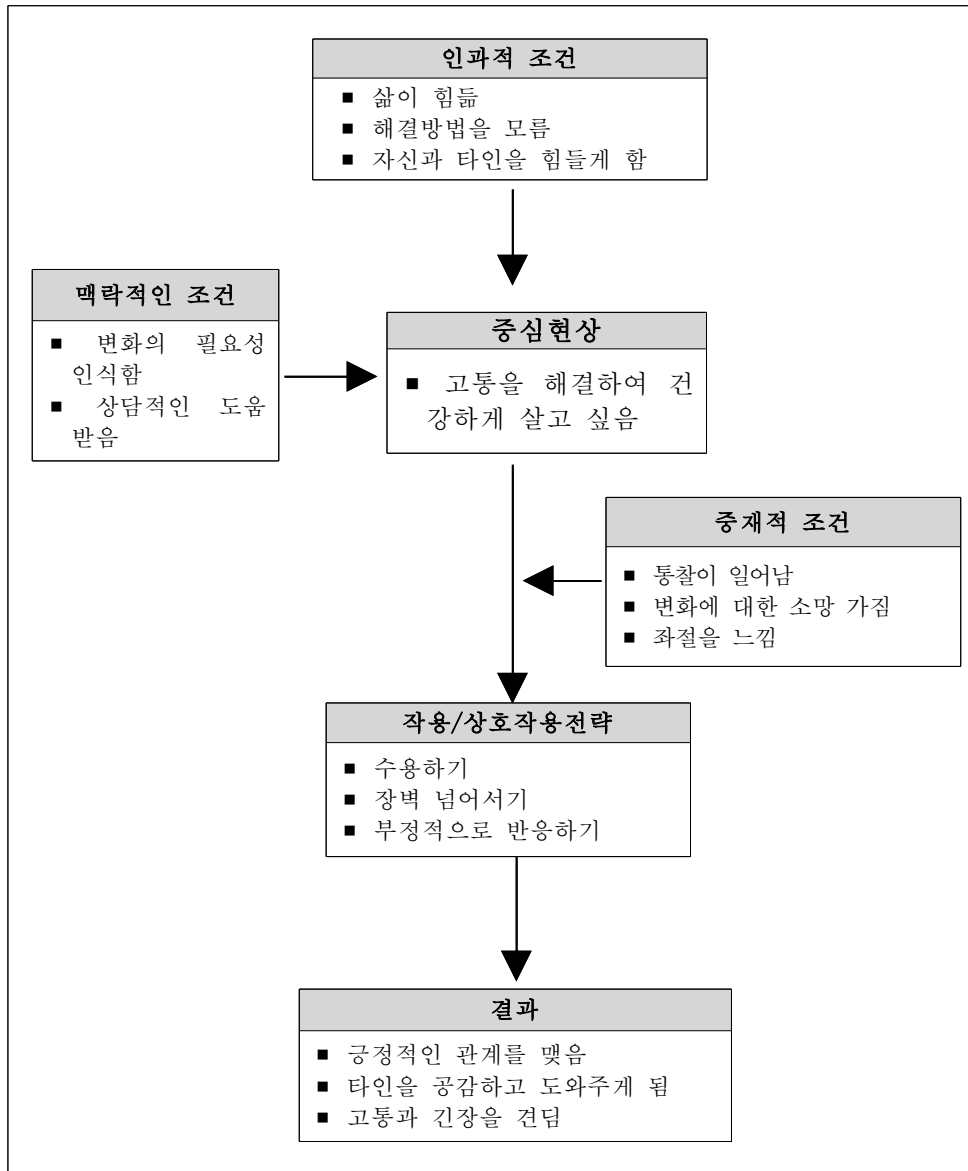 인과적 조건
■ 삶이 힘듦
■ 해결방법을 모름
■ 자신과 타인을 힘들게 함
맥락적인 조건
■ 변화의 필요성
인식함
■ 상담적인 도움
받음
중심현상
■ 고통을 해결하여 건
강하게 살고 싶음
중재적 조건
■ 통찰이 일어남
■ 변화에 대한 소망 가짐
■ 좌절을 느낌
작용/상호작용전략
■ 수용하기
■ 장벽 넘어서기
■ 부정적으로 반응하기
결과
■ 긍정적인 관계를 맺음
■ 타인을 공감하고 도와주게 됨
■ 고통과 긴장을 견딤